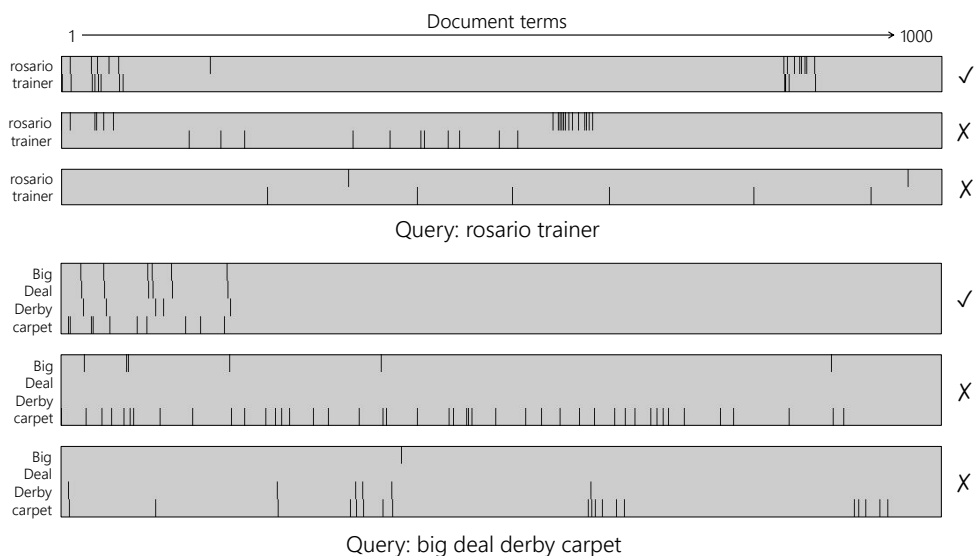 Document terms
1 1000
rosario
trainer
✓
rosario
trainer
✗
rosario
trainer
✗
Query: rosario trainer
Big
Deal
Derby
carpet
✓
Big
Deal
Derby
carpet
✗
Big
Deal
Derby
carpet
✗
Query: big deal derby carpet